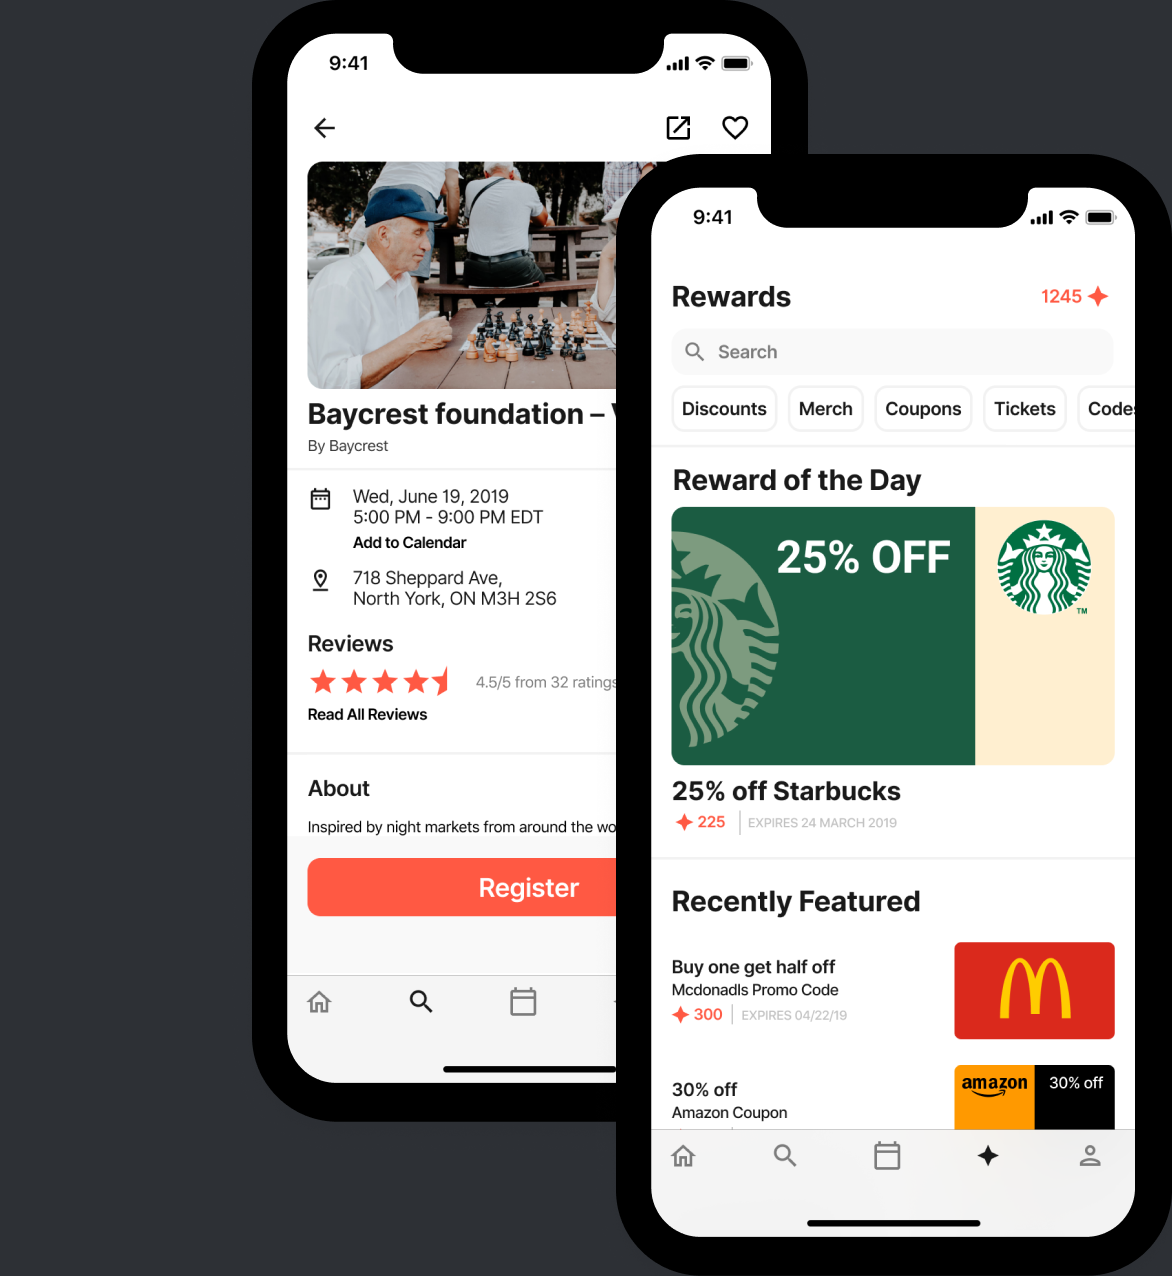 9:41
Baycrest foundation –
By Baycrest
Wed, June 19, 2019
5:00 PM - 9:00 PM EDT
Add to Calendar
718 Sheppard Ave,
North York, ON M3H 2S6
Reviews
4.5/5 from 32 ratings
Read All Reviews
About
Inspired by night markets from around the wo
Register
9:41
Rewards
1245
Search
Discounts
Merch
Coupons
Tickets
Codes
Reward of the Day
25% OFF
TM
25% off Starbucks
225
EXPIRES 24 MARCH 2019
Recently Featured
Buy one get half off
Mcdonadls Promo Code
300
EXPIRES 04/22/19
30% off
Amazon Coupon
amazon
30% off